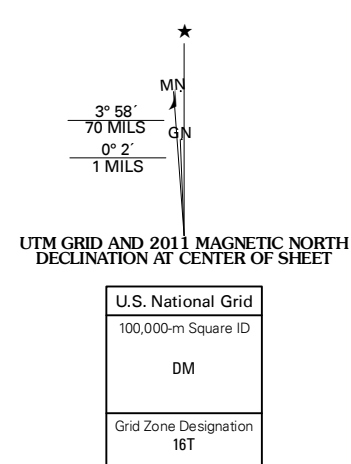 ★
MN
3° 58´
70 MILS
GN
0° 2´
1 MILS
UTM GRID AND 2011 MAGNETIC NORTH
DECLINATION AT CENTER OF SHEET
U.S. National Grid
100,000-m Square ID
DM
Grid Zone Designation
16T